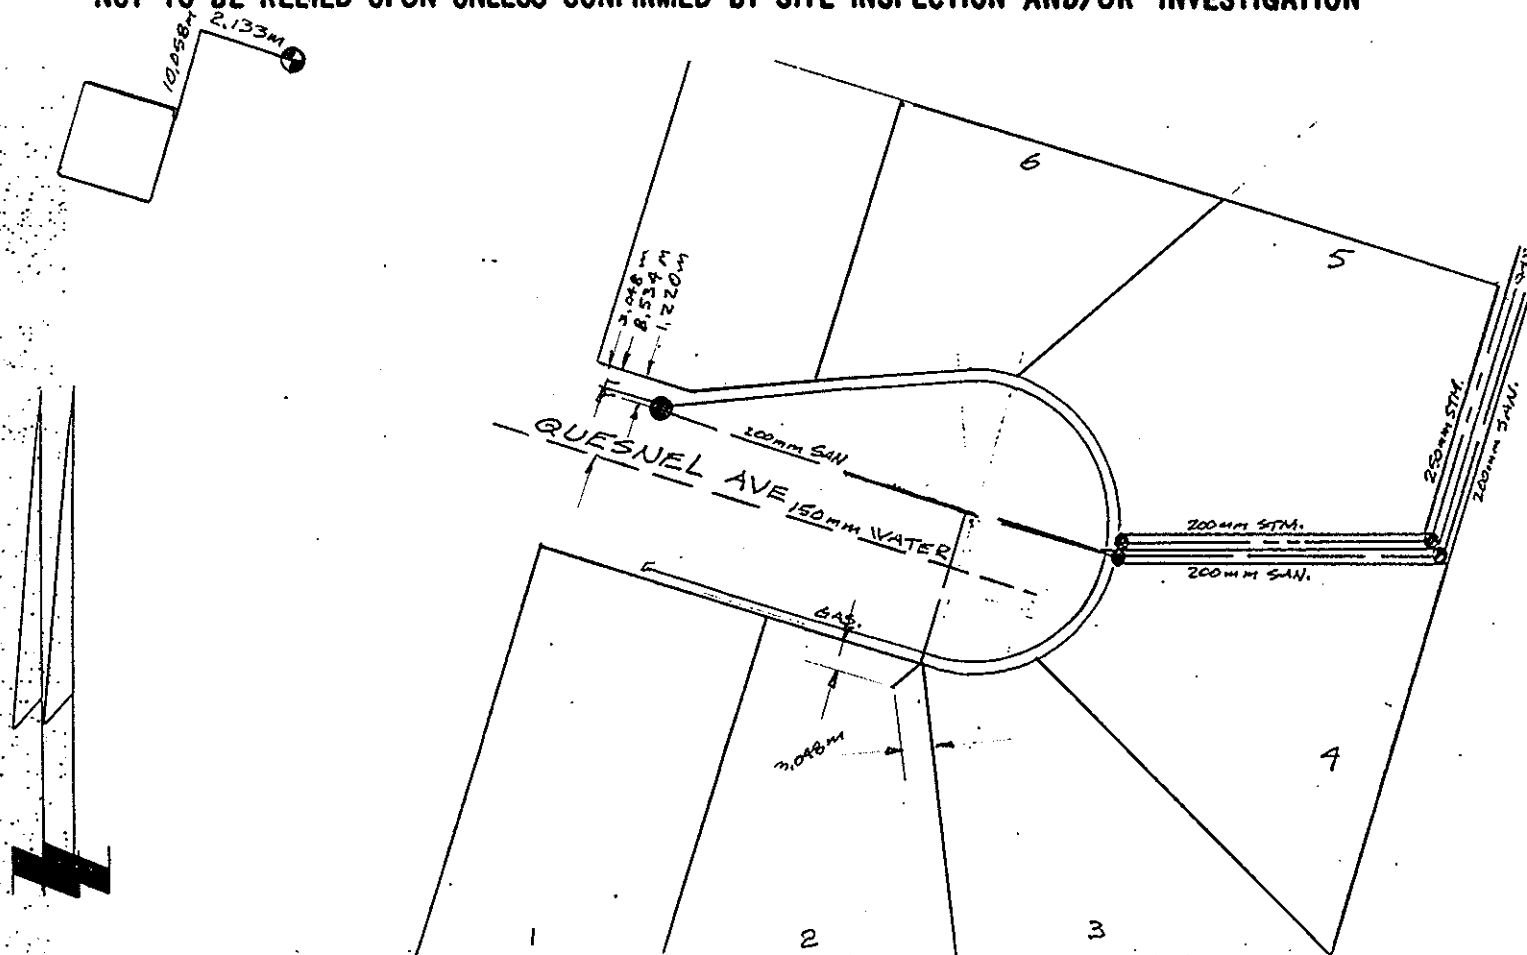 NOT TO BE RELIED UPON UNLESS CONFIRMED BY SITE INSPECTION AND/OR INVESTIGATION
10.058m
2.133m
6
5
3.048 m
8.534 m
1.220m
250mm STM.
200mm SAN.
200mm SAN
QUESNEL AVE
150mm WATER
200mm STM.
200mm SAN.
GAS.
3.048m
4
1
2
3